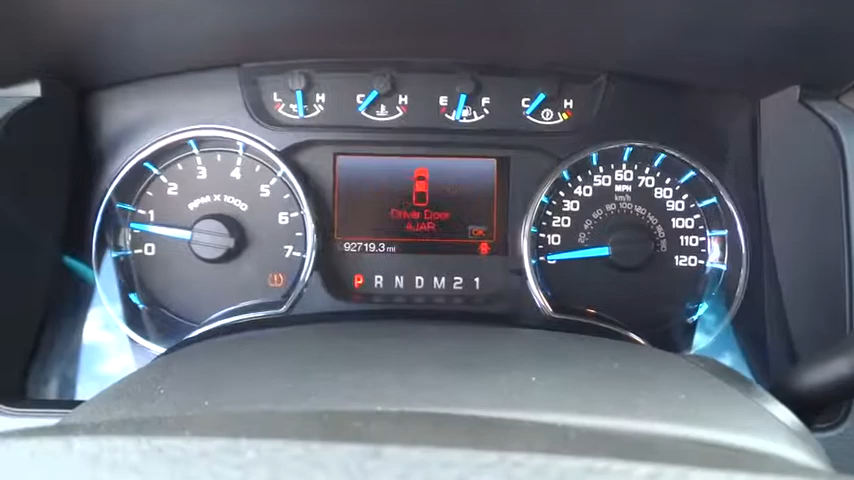 L H C H E F C H
0 1 2 3 4 5 6 7
RPM X 1000
Driver Door
AJAR
OK
92719.3 mi
P R N D M 2 1
10 20 30 40 50 60 70 80 90 100 110 120
MPH
km/h